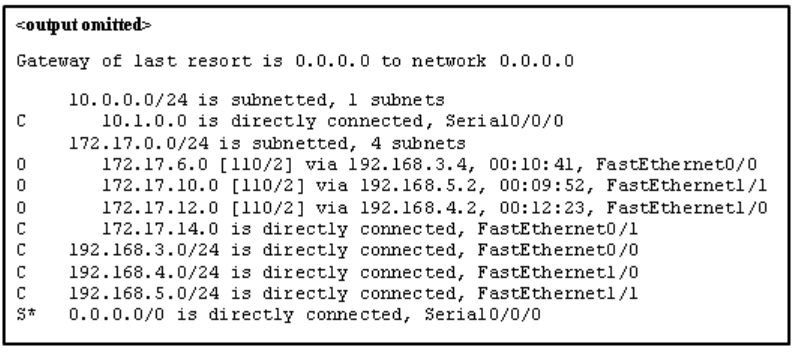 <output omitted>
Gateway of last resort is 0.0.0.0 to network 0.0.0.0
10.0.0.0/24 is subnetted, 1 subnets
C 10.1.0.0 is directly connected, Serial0/0/0
172.17.0.0/24 is subnetted, 4 subnets
O 172.17.6.0 [110/2] via 192.168.3.4, 00:10:41, FastEthernet0/0
O 172.17.10.0 [110/2] via 192.168.5.2, 00:09:52, FastEthernet1/1
O 172.17.12.0 [110/2] via 192.168.4.2, 00:12:23, FastEthernet1/0
C 172.17.14.0 is directly connected, FastEthernet0/1
C 192.168.3.0/24 is directly connected, FastEthernet0/0
C 192.168.4.0/24 is directly connected, FastEthernet1/0
C 192.168.5.0/24 is directly connected, FastEthernet1/1
S* 0.0.0.0/0 is directly connected, Serial0/0/0